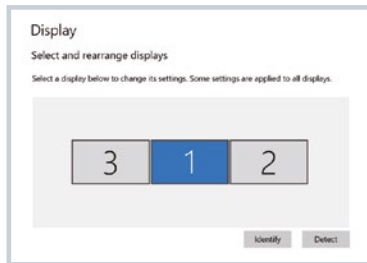 Display
Select and rearrange displays
Select a display below to change its settings. Some settings are applied to all displays.
3 1 2
Identify Detect